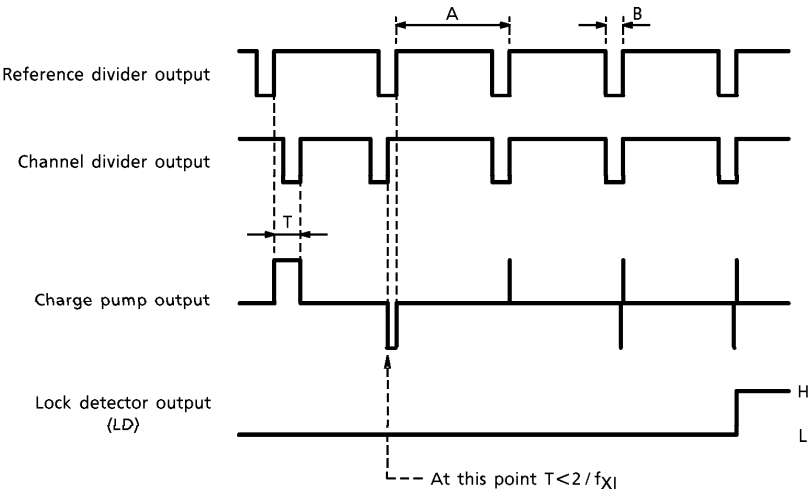 A
B
Reference divider output
Channel divider output
T
Charge pump output
Lock detector output
(LD)
H
L
At this point T<2/fXI